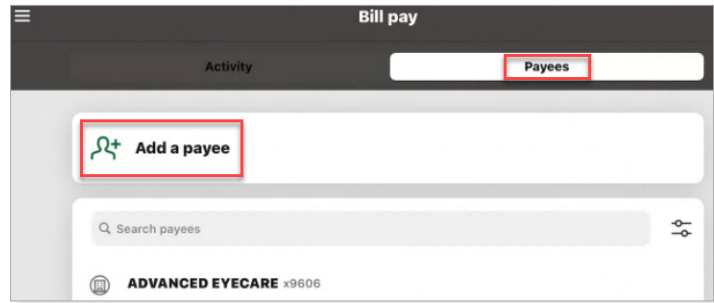 Bill pay
Activity Payees
Add a payee
Search payees
ADVANCED EYECARE x9606